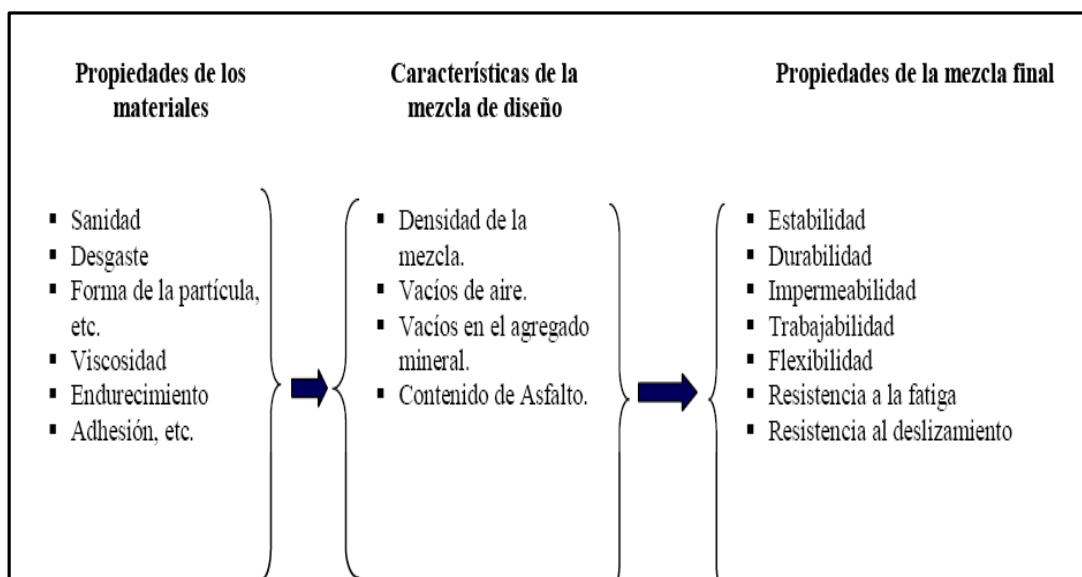 Propiedades de los
materiales
▪ Sanidad
▪ Desgaste
▪ Forma de la partícula,
etc.
▪ Viscosidad
▪ Endurecimiento
▪ Adhesión, etc.
Características de la
mezcla de diseño
▪ Densidad de la
mezcla.
▪ Vacíos de aire.
▪ Vacíos en el agregado
mineral.
▪ Contenido de Asfalto.
Propiedades de la mezcla final
▪ Estabilidad
▪ Durabilidad
▪ Impermeabilidad
▪ Trabajabilidad
▪ Flexibilidad
▪ Resistencia a la fatiga
▪ Resistencia al deslizamiento